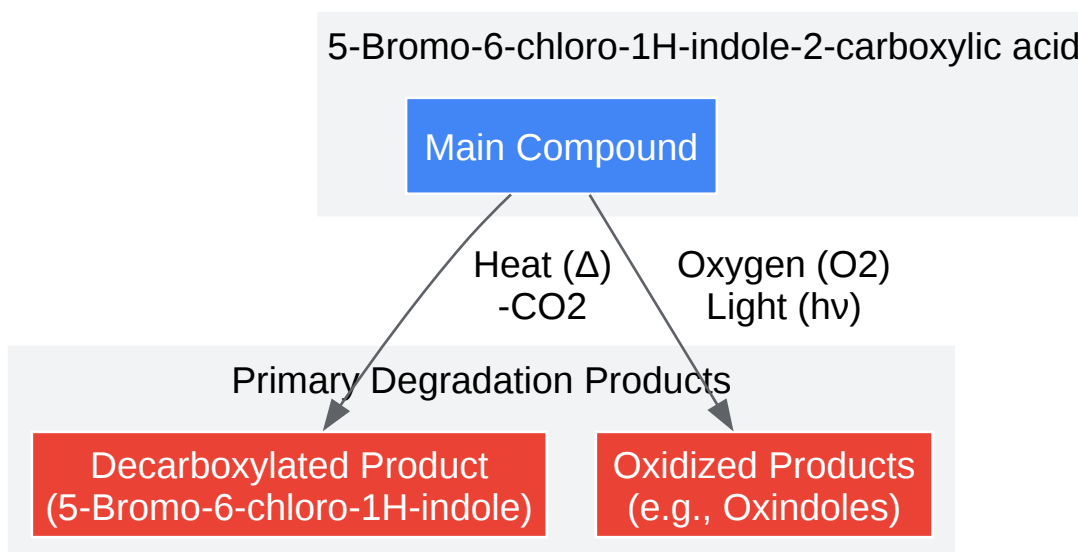 5-Bromo-6-chloro-1H-indole-2-carboxylic acid
Main Compound
Heat (Δ)
-CO2
Oxygen (O2)
Light (hν)
Primary Degradation Products
Decarboxylated Product
(5-Bromo-6-chloro-1H-indole)
Oxidized Products
(e.g., Oxindoles)